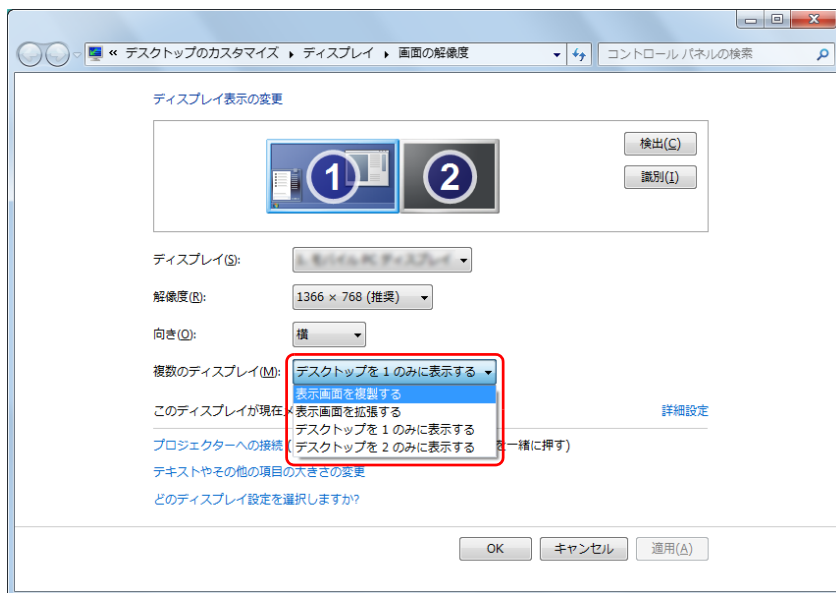 « デスクトップのカスタマイズ ▸ ディスプレイ ▸ 画面の解像度
コントロール パネルの検索
ディスプレイ表示の変更
1
2
検出(C)
識別(I)
ディスプレイ(S):
解像度(R):
1366 × 768 (推奨)
向き(O):
横
複数のディスプレイ(M):
デスクトップを 1 のみに表示する
表示画面を複製する
表示画面を拡張する
デスクトップを 1 のみに表示する
デスクトップを 2 のみに表示する
このディスプレイが現在
詳細設定
プロジェクターへの接続 (
を一緒に押す)
テキストやその他の項目の大きさの変更
どのディスプレイ設定を選択しますか?
OK
キャンセル
適用(A)